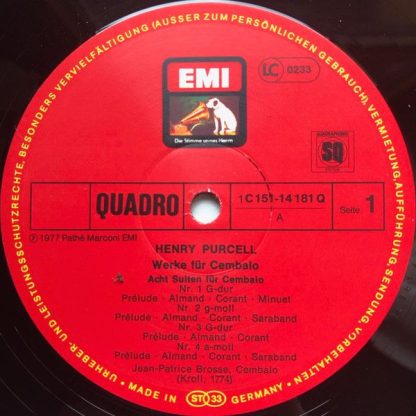 URHEBER- UND LEISTUNGSSCHUTZRECHTE, BESONDERS VERVIELFÄLTIGUNG (AUSSER ZUM PERSÖNLICHEN GEBRAUCH), VERMIETUNG, AUFFÜHRUNG, SENDUNG, VORBEHALTEN
EMI
LC 0233
Die Stimme seines Herrn
QUADRAPHONIC
SQ
QUADRO
1C 151-14 181 Q
A
Seite 1
Ⓟ 1977 Pathé Marconi EMI
HENRY PURCELL
Werke für Cembalo
Acht Suiten für Cembalo
Nr. 1 G-dur
Prélude · Almand · Corant · Minuet
Nr. 2 g-moll
Prélude · Almand · Corant · Saraband
Nr. 3 G-dur
Prélude · Almand · Corant
Nr. 4 a-moll
Prélude · Almand · Corant · Saraband
Jean-Patrice Brosse, Cembalo
(Kroll, 1774)
• MADE IN ST 33 GERMANY •